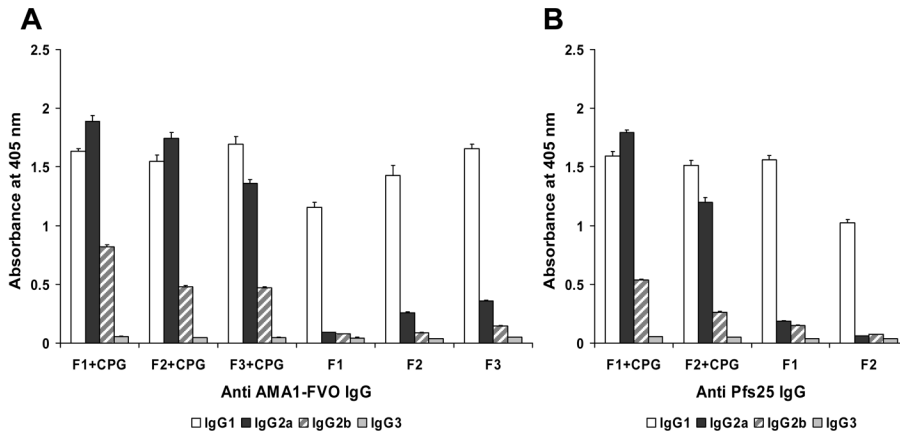 A
2.5
2
1.5
1
0.5
0
Absorbance at 405 nm
F1+CPG F2+CPG F3+CPG F1 F2 F3
Anti AMA1-FVO IgG
IgG1 IgG2a IgG2b IgG3
B
2.5
2
1.5
1
0.5
0
Absorbance at 405 nm
F1+CPG F2+CPG F1 F2
Anti Pfs25 IgG
IgG1 IgG2a IgG2b IgG3